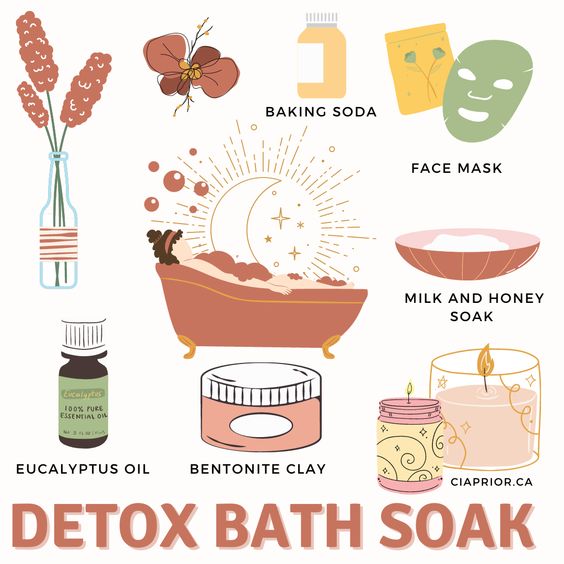 BAKING SODA
FACE MASK
MILK AND HONEY
SOAK
Eucalyptus
100% PURE
ESSENTIAL OIL
EUCALYPTUS OIL
BENTONITE CLAY
CIAPRIOR.CA
DETOX BATH SOAK